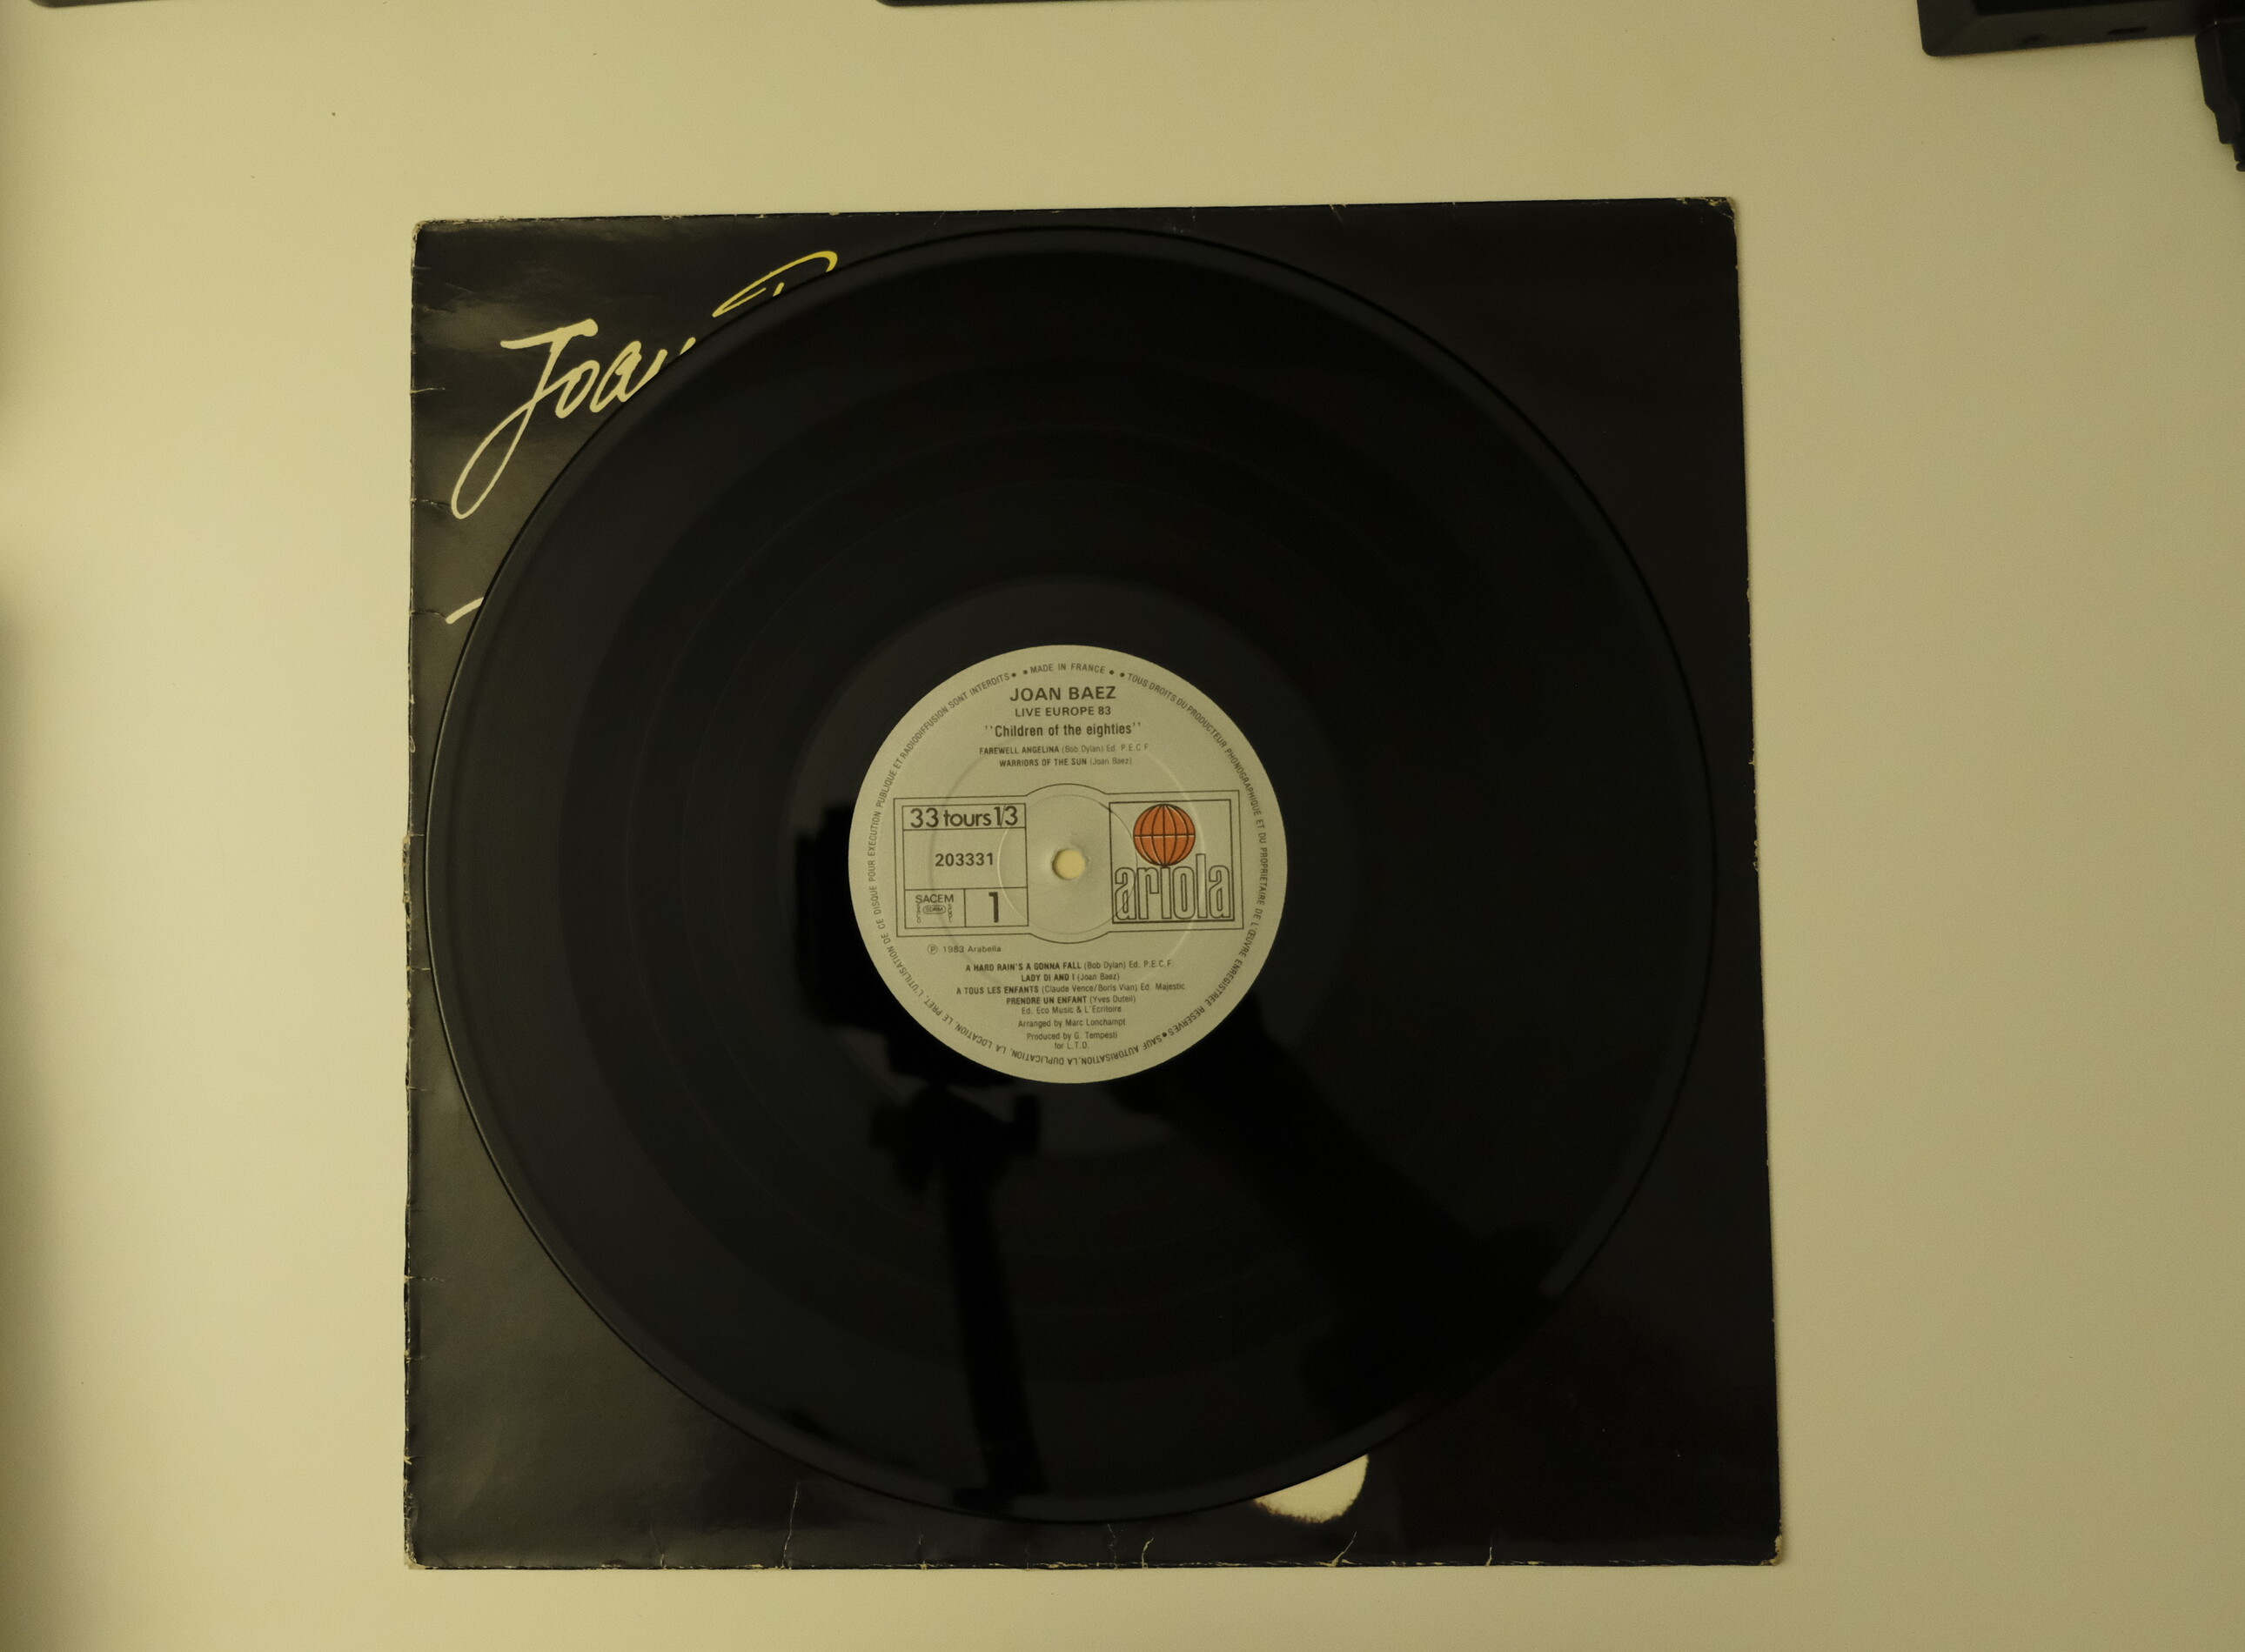 Joan
• MADE IN FRANCE •
• TOUS DROITS DU PRODUCTEUR PHONOGRAPHIQUE ET DU PROPRIETAIRE DE L'ŒUVRE ENREGISTREE RESERVES • SAUF AUTORISATION, LA DUPLICATION, LA LOCATION, LE PRET, L'UTILISATION DE CE DISQUE POUR EXECUTION PUBLIQUE ET RADIODIFFUSION SONT INTERDITS •
JOAN BAEZ
LIVE EUROPE 83
''Children of the eighties''
FAREWELL ANGELINA (Bob Dylan) Ed. P.E.C.F.
WARRIORS OF THE SUN (Joan Baez)
33 tours 1/3
203331
SACEM
1
ariola
Ⓟ 1983 Arabella
A HARD RAIN'S A GONNA FALL (Bob Dylan) Ed. P.E.C.F.
LADY DI AND I (Joan Baez)
A TOUS LES ENFANTS (Claude Vence/Boris Vian) Ed. Majestic
PRENDRE UN ENFANT (Yves Duteil)
Ed. Eco Music & L'Ecritoire
Arranged by Marc Lonchampt
Produced by G. Tempesti
for L.T.D.